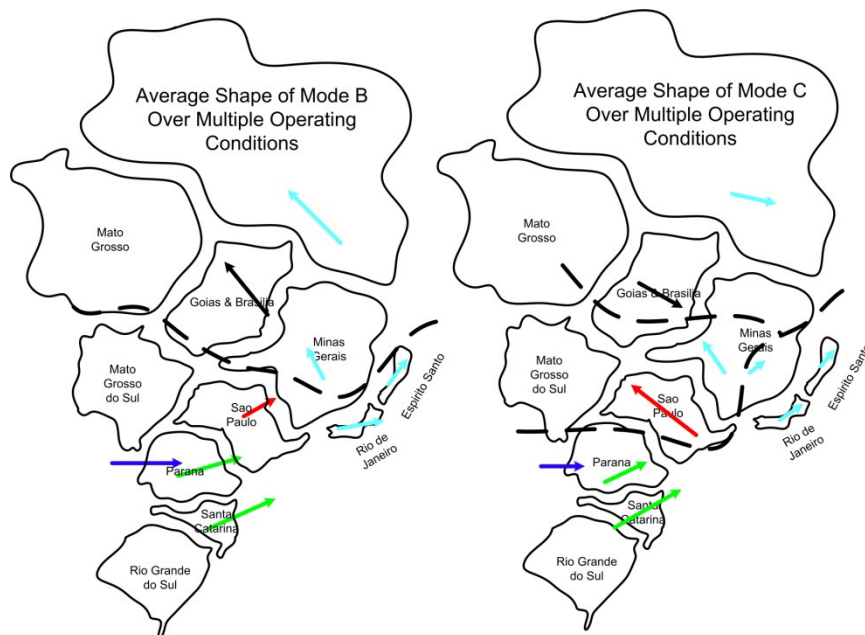 Average Shape of Mode B
Over Multiple Operating
Conditions
Mato
Grosso
Goias & Brasilia
Minas
Gerais
Mato
Grosso
do Sul
Sao
Paulo
Espirito Santo
Rio de
Janeiro
Parana
Santa
Catarina
Rio Grande
do Sul
Average Shape of Mode C
Over Multiple Operating
Conditions
Mato
Grosso
Goias & Brasilia
Minas
Gerais
Mato
Grosso
do Sul
Sao
Paulo
Espirito Santo
Rio de
Janeiro
Parana
Santa
Catarina
Rio Grande
do Sul